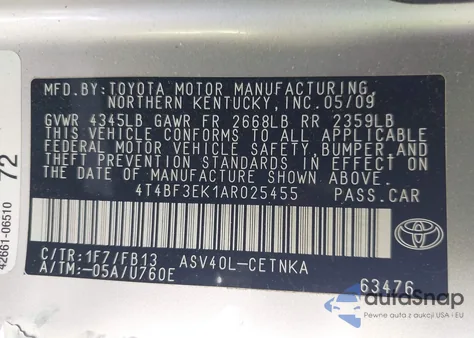 MFD.BY: TOYOTA MOTOR MANUFACTURING,
NORTHERN KENTUCKY, INC. 05/09
GVWR 4345LB GAWR FR 2668LB RR 2359LB
THIS VEHICLE CONFORMS TO ALL APPLICABLE
FEDERAL MOTOR VEHICLE SAFETY, BUMPER, AND
THEFT PREVENTION STANDARDS IN EFFECT ON
THE DATE OF MANUFACTURE SHOWN ABOVE.
4T4BF3EK1AR025455 PASS.CAR
C/TR:1F7/FB13 ASV40L-CETNKA
A/TM:-05A/U760E 63476
TOYOTA
42661-06510
72
autoSnap
Pewne auta z aukcji USA - EU